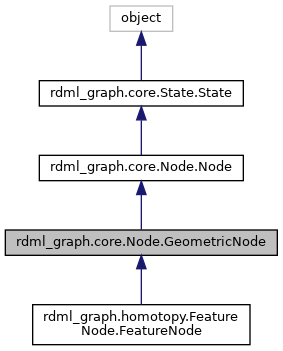 object
rdml_graph.core.State.State
rdml_graph.core.Node.Node
rdml_graph.core.Node.GeometricNode
rdml_graph.homotopy.Feature
Node.FeatureNode